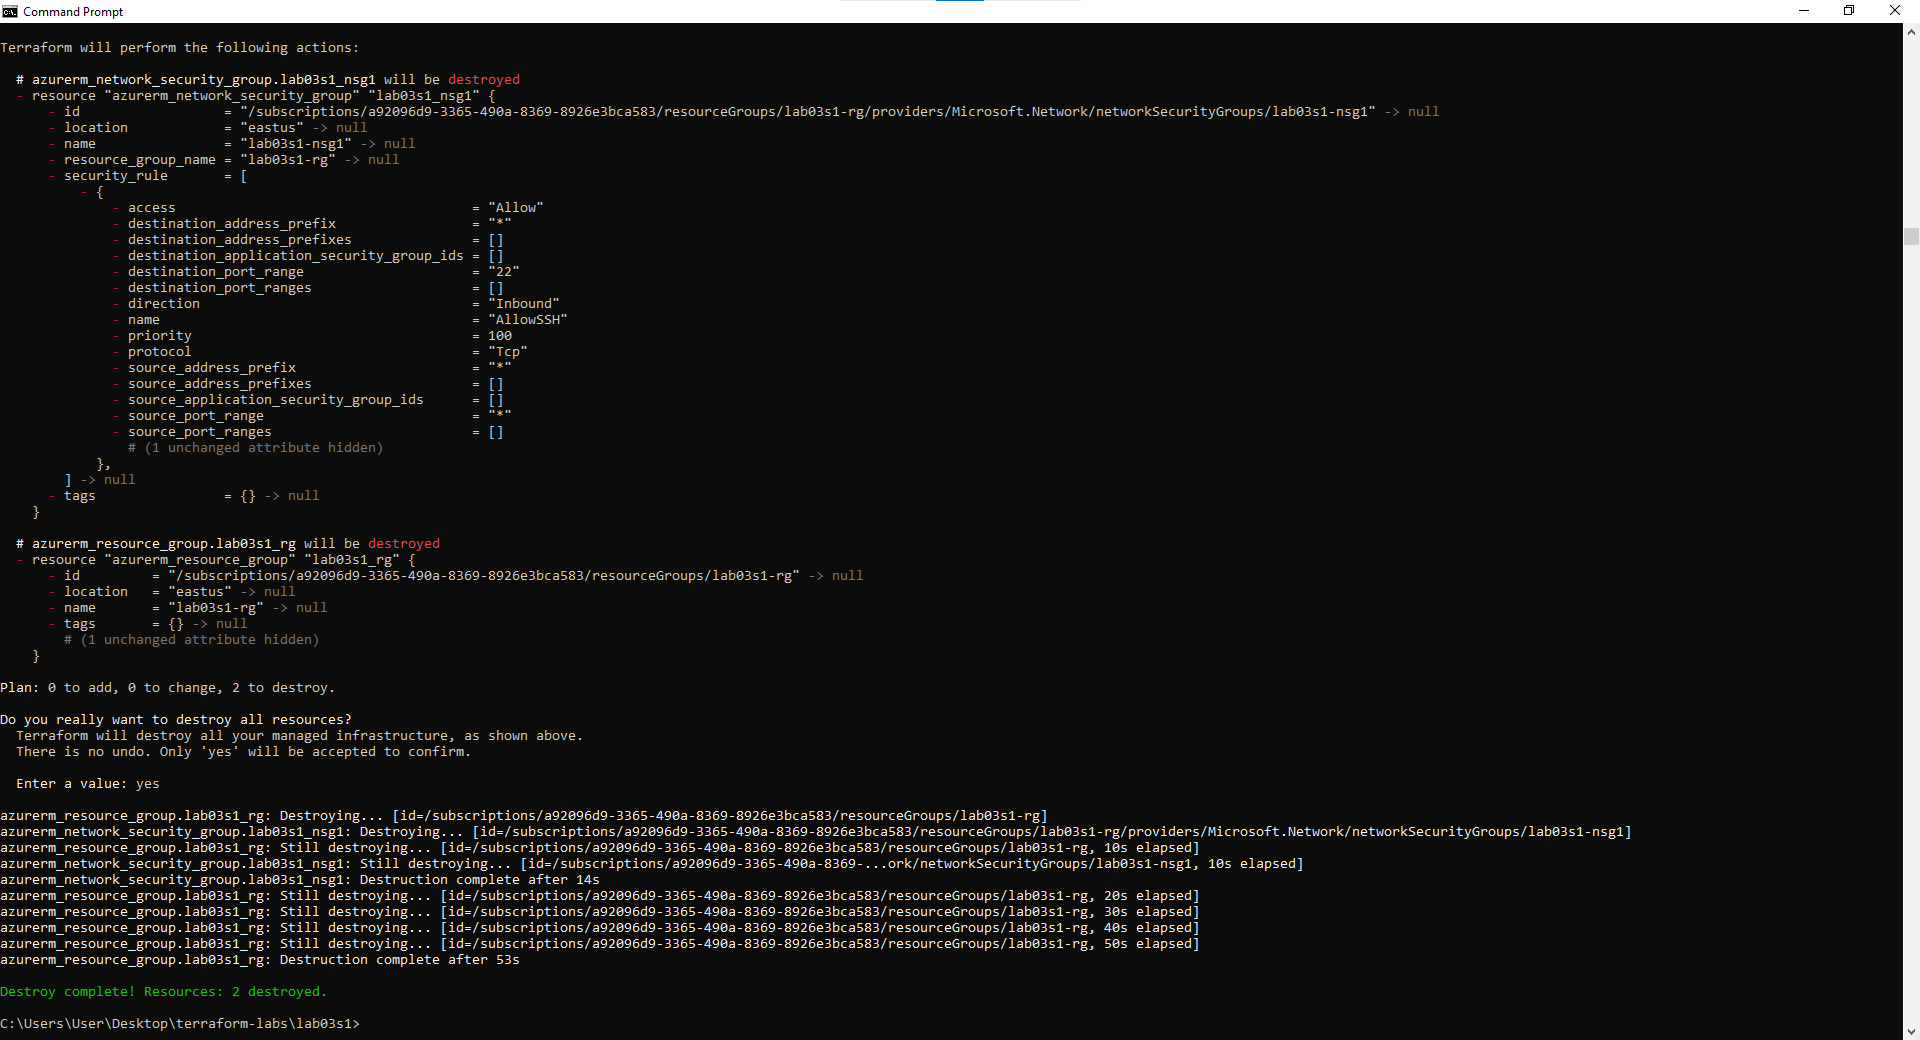 Command Prompt
Terraform will perform the following actions:
  # azurerm_network_security_group.lab03s1_nsg1 will be destroyed
  - resource "azurerm_network_security_group" "lab03s1_nsg1" {
      - id                  = "/subscriptions/a92096d9-3365-490a-8369-8926e3bca583/resourceGroups/lab03s1-rg/providers/Microsoft.Network/networkSecurityGroups/lab03s1-nsg1" -> null
      - location            = "eastus" -> null
      - name                = "lab03s1-nsg1" -> null
      - resource_group_name = "lab03s1-rg" -> null
      - security_rule       = [
          - {
              - access                                     = "Allow"
              - destination_address_prefix                 = "*"
              - destination_address_prefixes               = []
              - destination_application_security_group_ids = []
              - destination_port_range                     = "22"
              - destination_port_ranges                    = []
              - direction                                  = "Inbound"
              - name                                       = "AllowSSH"
              - priority                                   = 100
              - protocol                                   = "Tcp"
              - source_address_prefix                      = "*"
              - source_address_prefixes                    = []
              - source_application_security_group_ids      = []
              - source_port_range                          = "*"
              - source_port_ranges                         = []
                # (1 unchanged attribute hidden)
            },
        ] -> null
      - tags                = {} -> null
    }
  # azurerm_resource_group.lab03s1_rg will be destroyed
  - resource "azurerm_resource_group" "lab03s1_rg" {
      - id         = "/subscriptions/a92096d9-3365-490a-8369-8926e3bca583/resourceGroups/lab03s1-rg" -> null
      - location   = "eastus" -> null
      - name       = "lab03s1-rg" -> null
      - tags       = {} -> null
        # (1 unchanged attribute hidden)
    }
Plan: 0 to add, 0 to change, 2 to destroy.
Do you really want to destroy all resources?
  Terraform will destroy all your managed infrastructure, as shown above.
  There is no undo. Only 'yes' will be accepted to confirm.
  Enter a value: yes
azurerm_resource_group.lab03s1_rg: Destroying... [id=/subscriptions/a92096d9-3365-490a-8369-8926e3bca583/resourceGroups/lab03s1-rg]
azurerm_network_security_group.lab03s1_nsg1: Destroying... [id=/subscriptions/a92096d9-3365-490a-8369-8926e3bca583/resourceGroups/lab03s1-rg/providers/Microsoft.Network/networkSecurityGroups/lab03s1-nsg1]
azurerm_resource_group.lab03s1_rg: Still destroying... [id=/subscriptions/a92096d9-3365-490a-8369-8926e3bca583/resourceGroups/lab03s1-rg, 10s elapsed]
azurerm_network_security_group.lab03s1_nsg1: Still destroying... [id=/subscriptions/a92096d9-3365-490a-8369-...ork/networkSecurityGroups/lab03s1-nsg1, 10s elapsed]
azurerm_network_security_group.lab03s1_nsg1: Destruction complete after 14s
azurerm_resource_group.lab03s1_rg: Still destroying... [id=/subscriptions/a92096d9-3365-490a-8369-8926e3bca583/resourceGroups/lab03s1-rg, 20s elapsed]
azurerm_resource_group.lab03s1_rg: Still destroying... [id=/subscriptions/a92096d9-3365-490a-8369-8926e3bca583/resourceGroups/lab03s1-rg, 30s elapsed]
azurerm_resource_group.lab03s1_rg: Still destroying... [id=/subscriptions/a92096d9-3365-490a-8369-8926e3bca583/resourceGroups/lab03s1-rg, 40s elapsed]
azurerm_resource_group.lab03s1_rg: Still destroying... [id=/subscriptions/a92096d9-3365-490a-8369-8926e3bca583/resourceGroups/lab03s1-rg, 50s elapsed]
azurerm_resource_group.lab03s1_rg: Destruction complete after 53s
Destroy complete! Resources: 2 destroyed.
C:\Users\User\Desktop\terraform-labs\lab03s1>